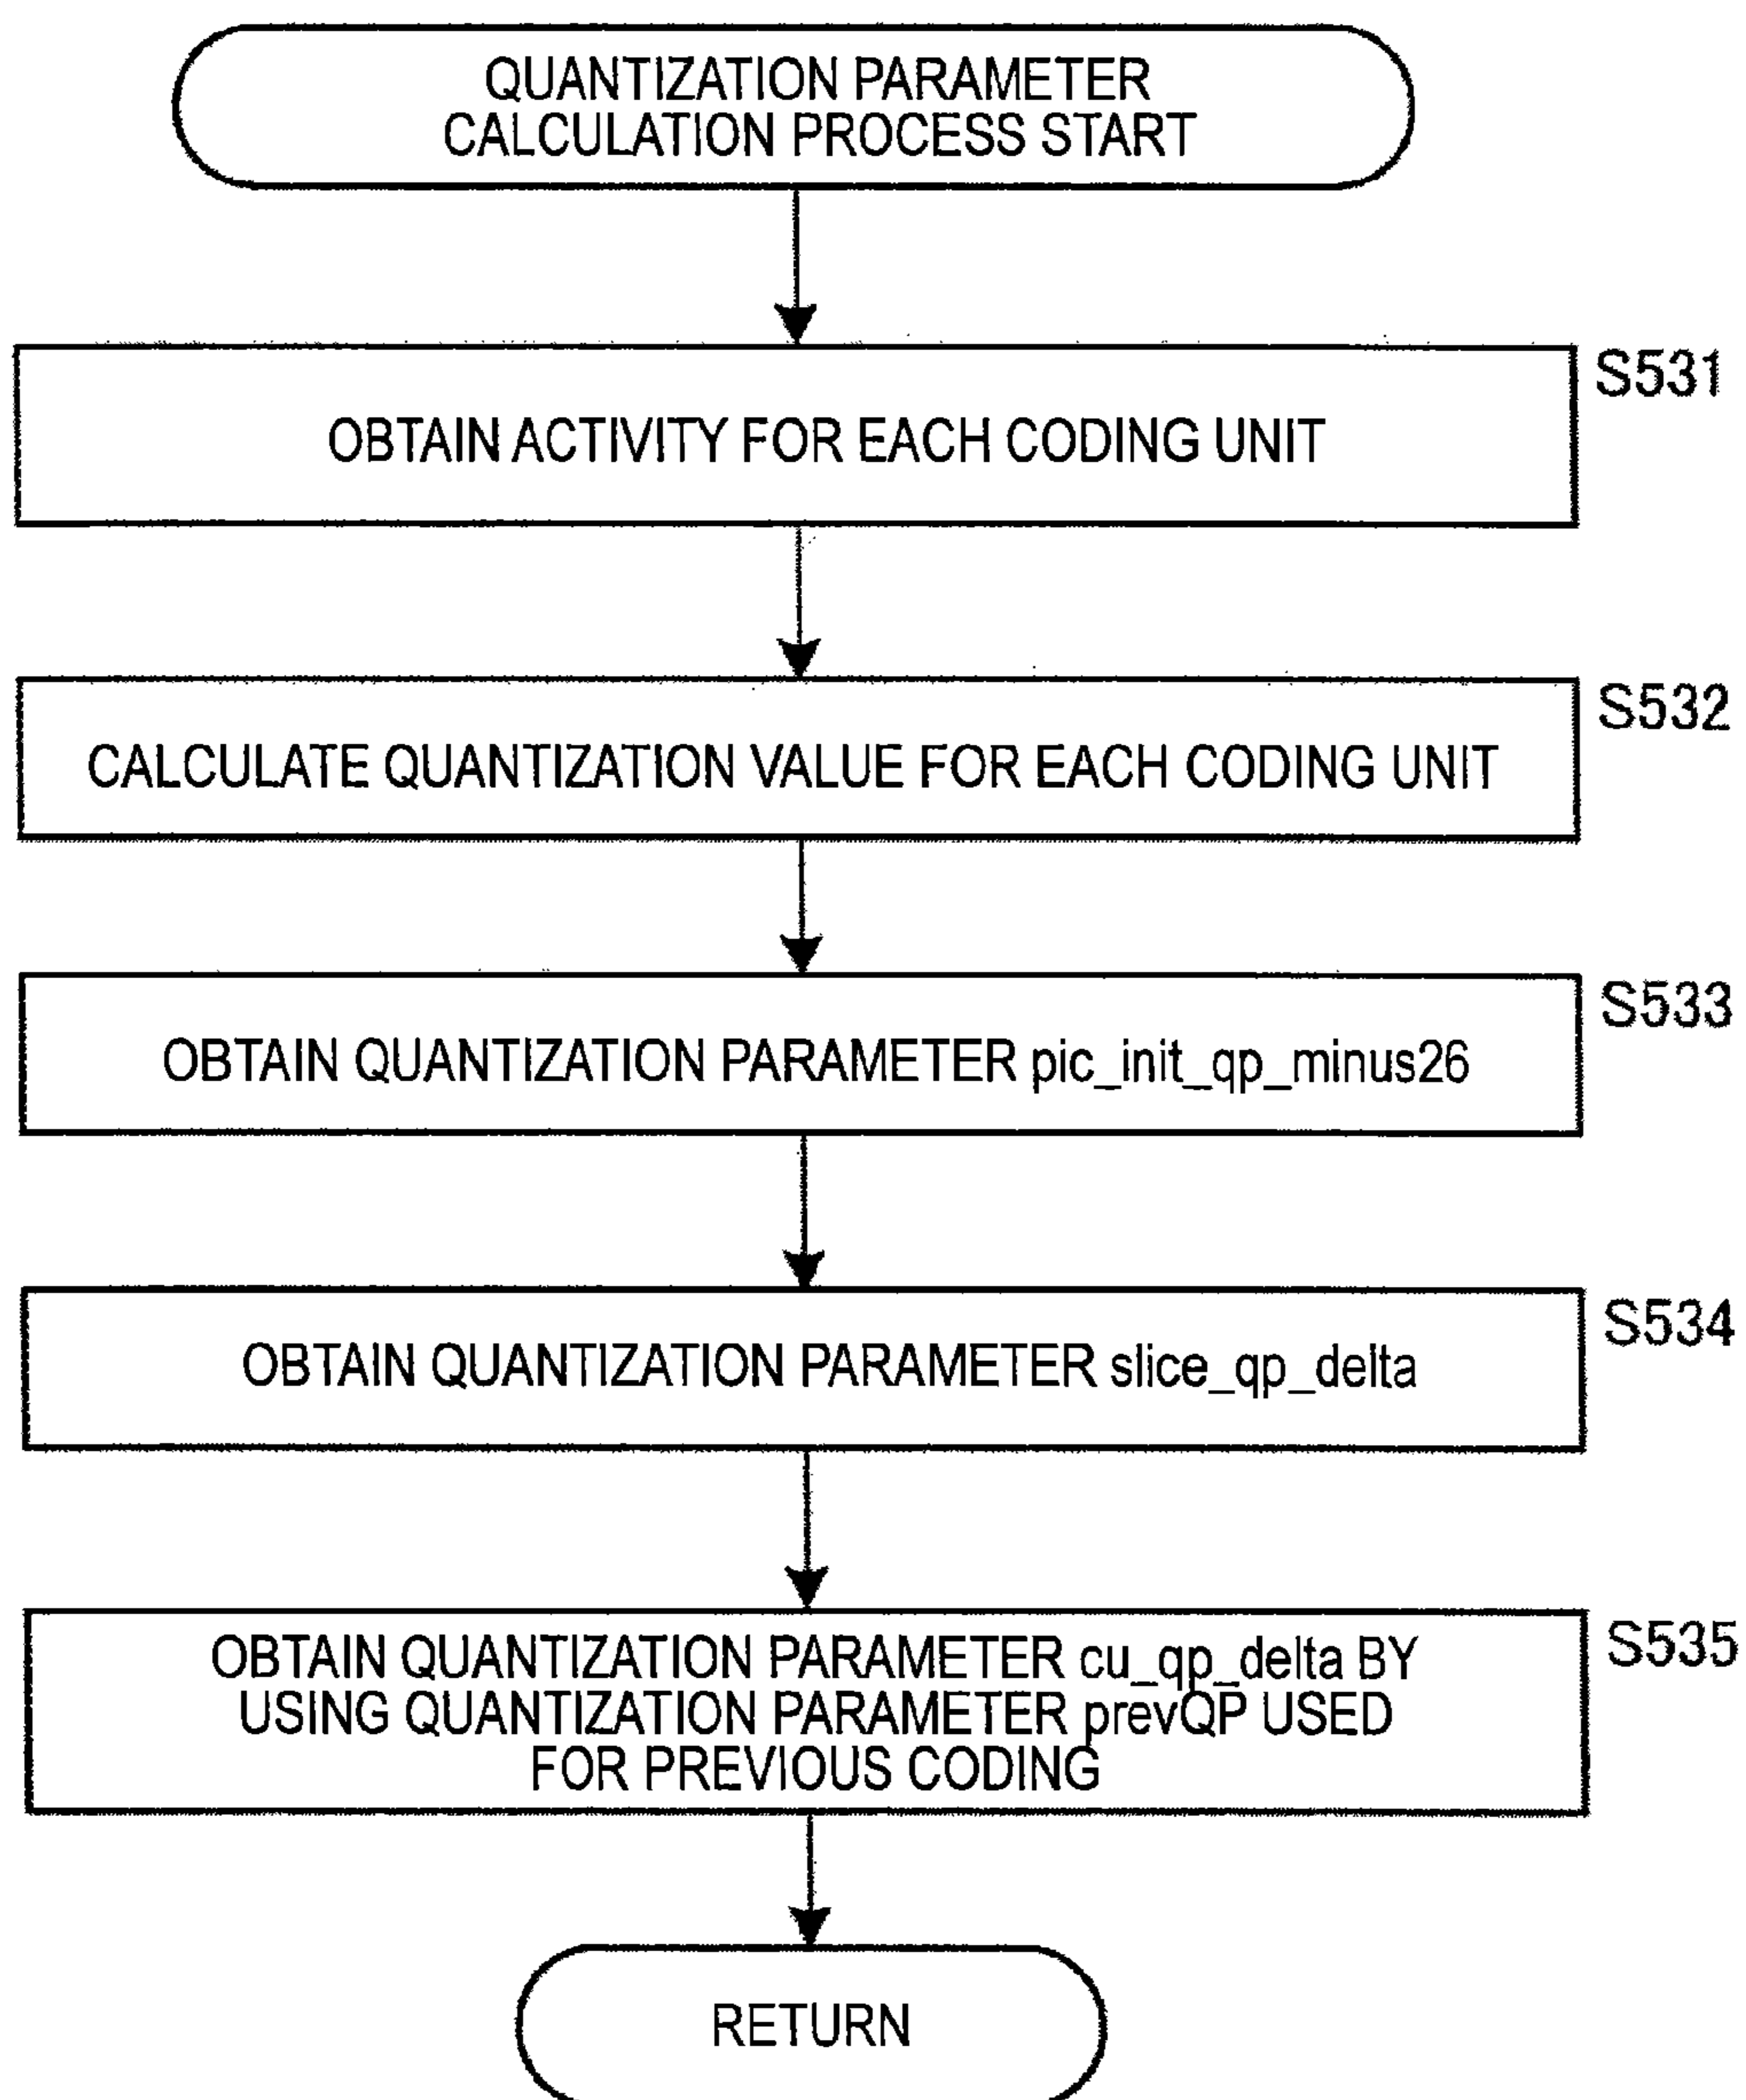 QUANTIZATION PARAMETER
CALCULATION PROCESS START
S531
OBTAIN ACTIVITY FOR EACH CODING UNIT
S532
CALCULATE QUANTIZATION VALUE FOR EACH CODING UNIT
S533
OBTAIN QUANTIZATION PARAMETER pic_init_qp_minus26
S534
OBTAIN QUANTIZATION PARAMETER slice_qp_delta
S535
OBTAIN QUANTIZATION PARAMETER cu_qp_delta BY
USING QUANTIZATION PARAMETER prevQP USED
FOR PREVIOUS CODING
RETURN